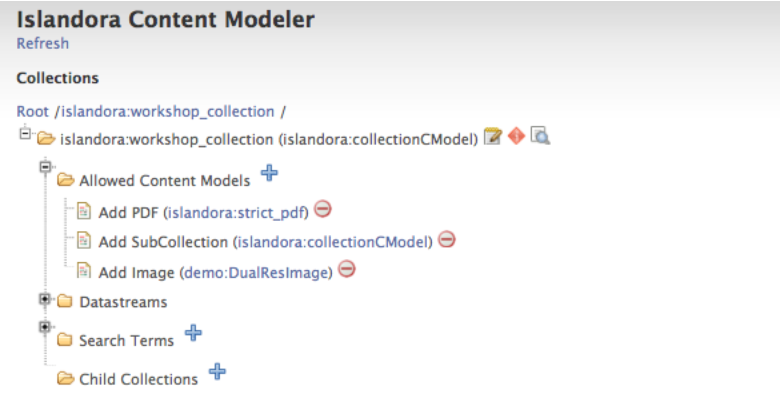 Islandora Content Modeler
Refresh
Collections
Root /islandora:workshop_collection /
islandora:workshop_collection (islandora:collectionCModel)
Allowed Content Models
Add PDF (islandora:strict_pdf)
Add SubCollection (islandora:collectionCModel)
Add Image (demo:DualResImage)
Datastreams
Search Terms
Child Collections